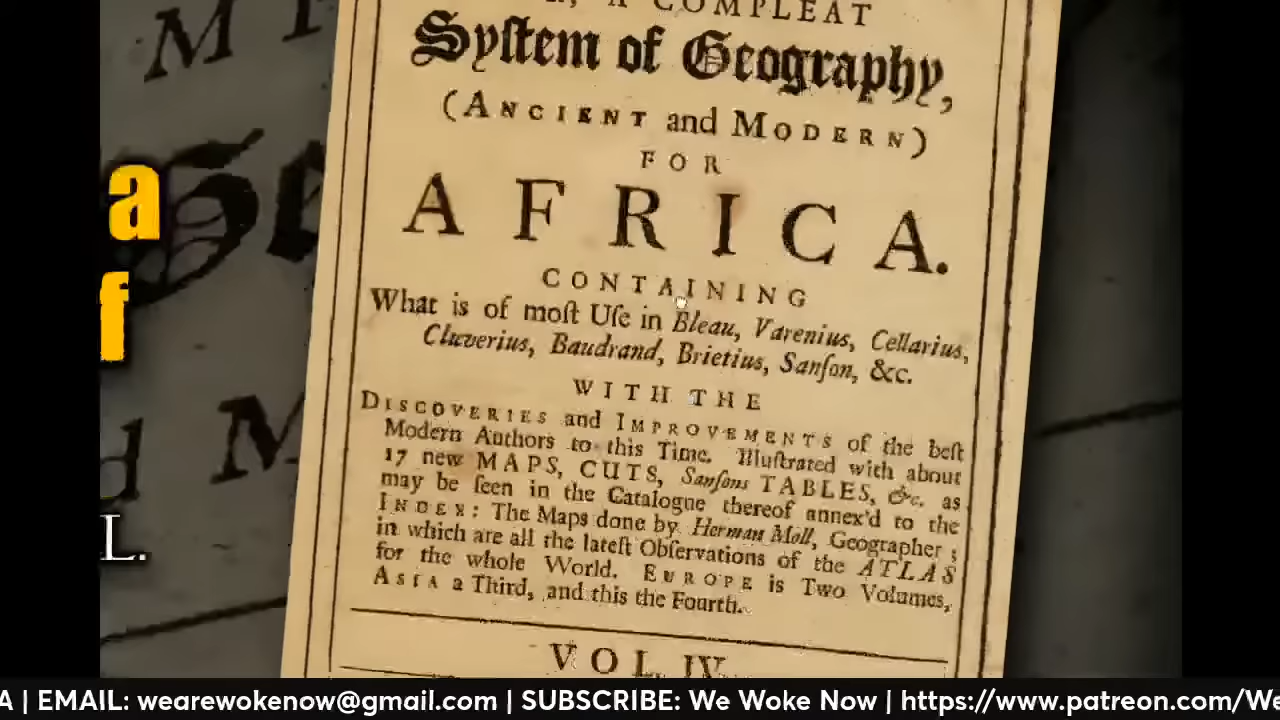 A COMPLEAT
Syſtem of Geography,
(ANCIENT and MODERN)
FOR
AFRICA.
CONTAINING
What is of moſt Uſe in Bleau, Varenius, Cellarius,
Cluverius, Baudrand, Brietius, Sanſon, &c.
WITH THE
DISCOVERIES and IMPROVEMENTS of the beſt
Modern Authors to this Time. Illuſtrated with about
17 new MAPS, CUTS, Sanſons TABLES, &c. as
may be ſeen in the Catalogue thereof annex'd to the
INDEX: The Maps done by Herman Moll, Geographer;
in which are all the lateſt Obſervations of the ATLAS
for the whole World. EUROPE is Two Volumes,
ASIA a Third, and this the Fourth.
VOL. IV.
a
f
L.
A | EMAIL: wearewokenow@gmail.com | SUBSCRIBE: We Woke Now | https://www.patreon.com/We